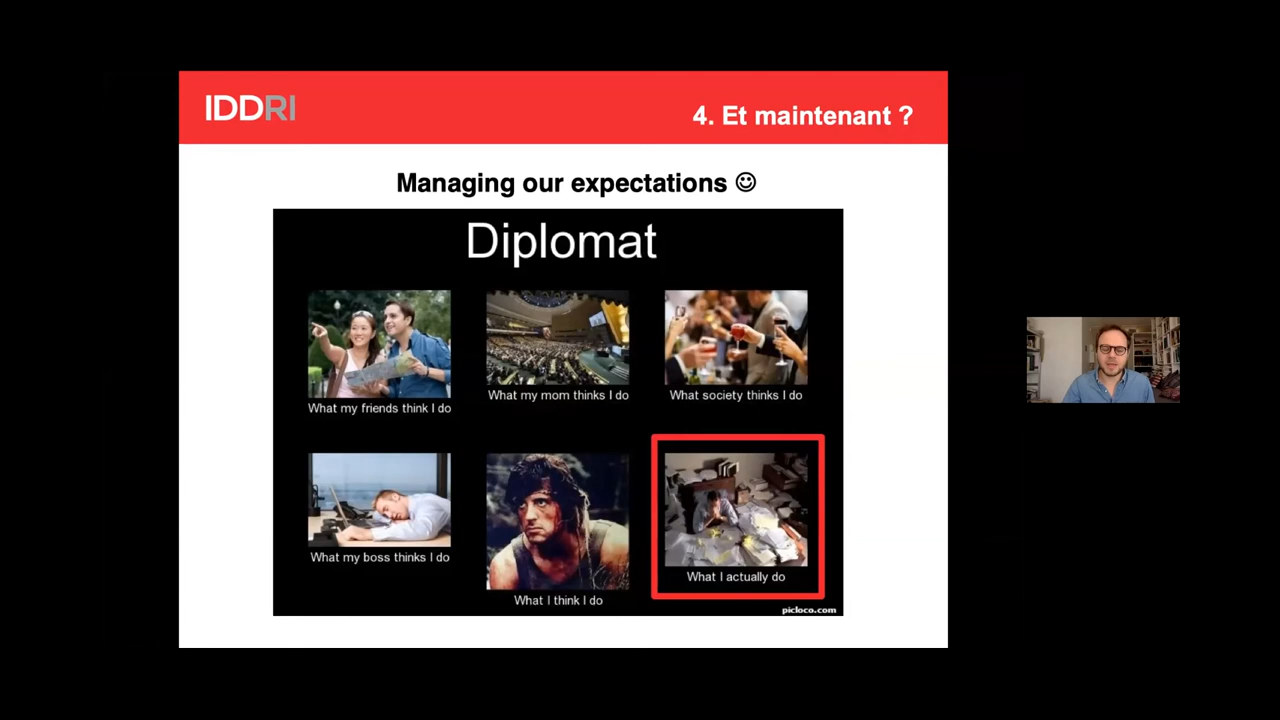 IDDRI
4. Et maintenant ?
Managing our expectations ☺
Diplomat
What my friends think I do
What my mom thinks I do
What society thinks I do
What my boss thinks I do
What I think I do
What I actually do
picloco.com